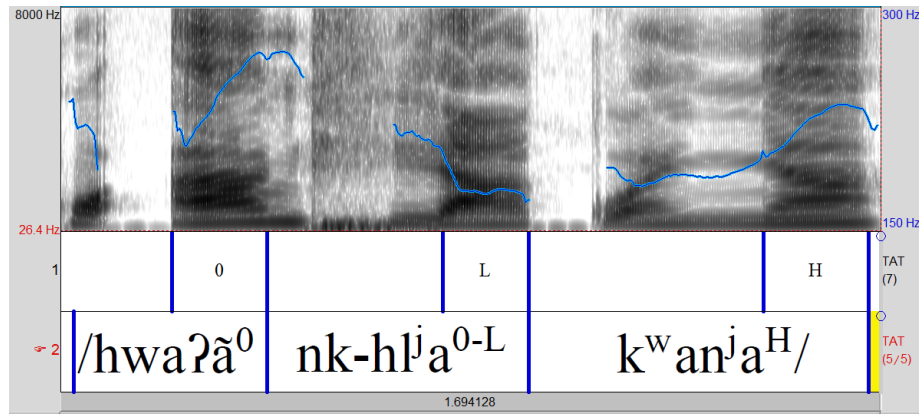 8000 Hz 300 Hz
26.4 Hz 150 Hz
1 0 L H TAT
(7)
☞ 2 /hwaʔã⁰ nk-hlʲa⁰⁻ᴸ kʷanʲaᴴ/ TAT
(5/5)
1.694128